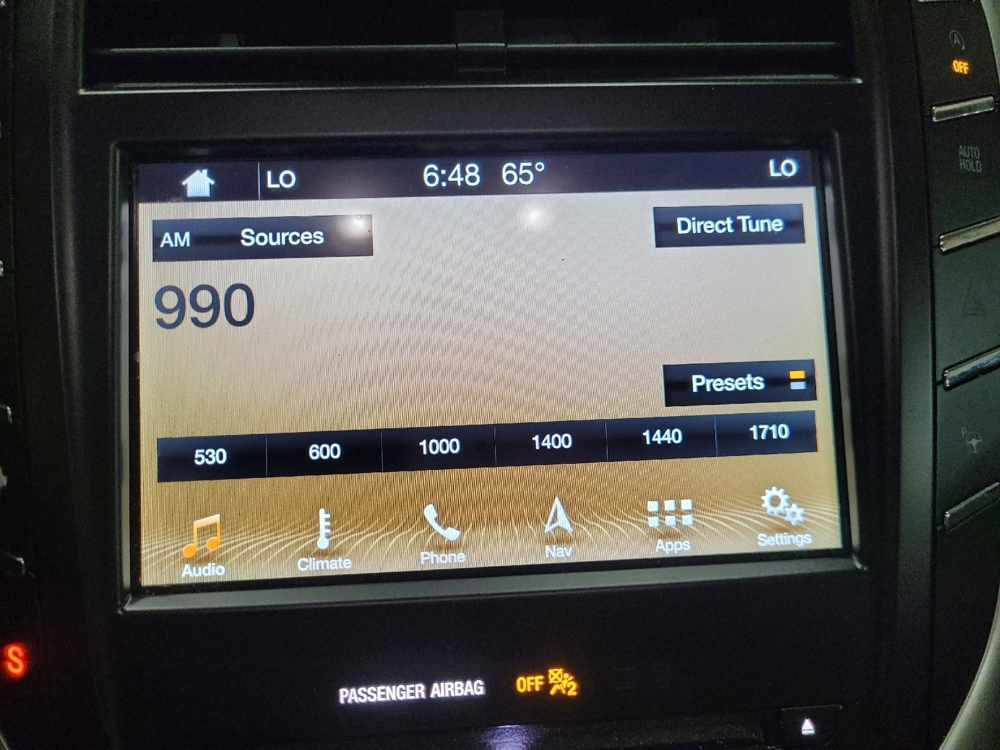 OFF
LO 6:48 65° LO
AUTO
HOLD
AM Sources Direct Tune
990
Presets
530 600 1000 1400 1440 1710
Audio Climate Phone Nav Apps Settings
S
PASSENGER AIRBAG OFF 2